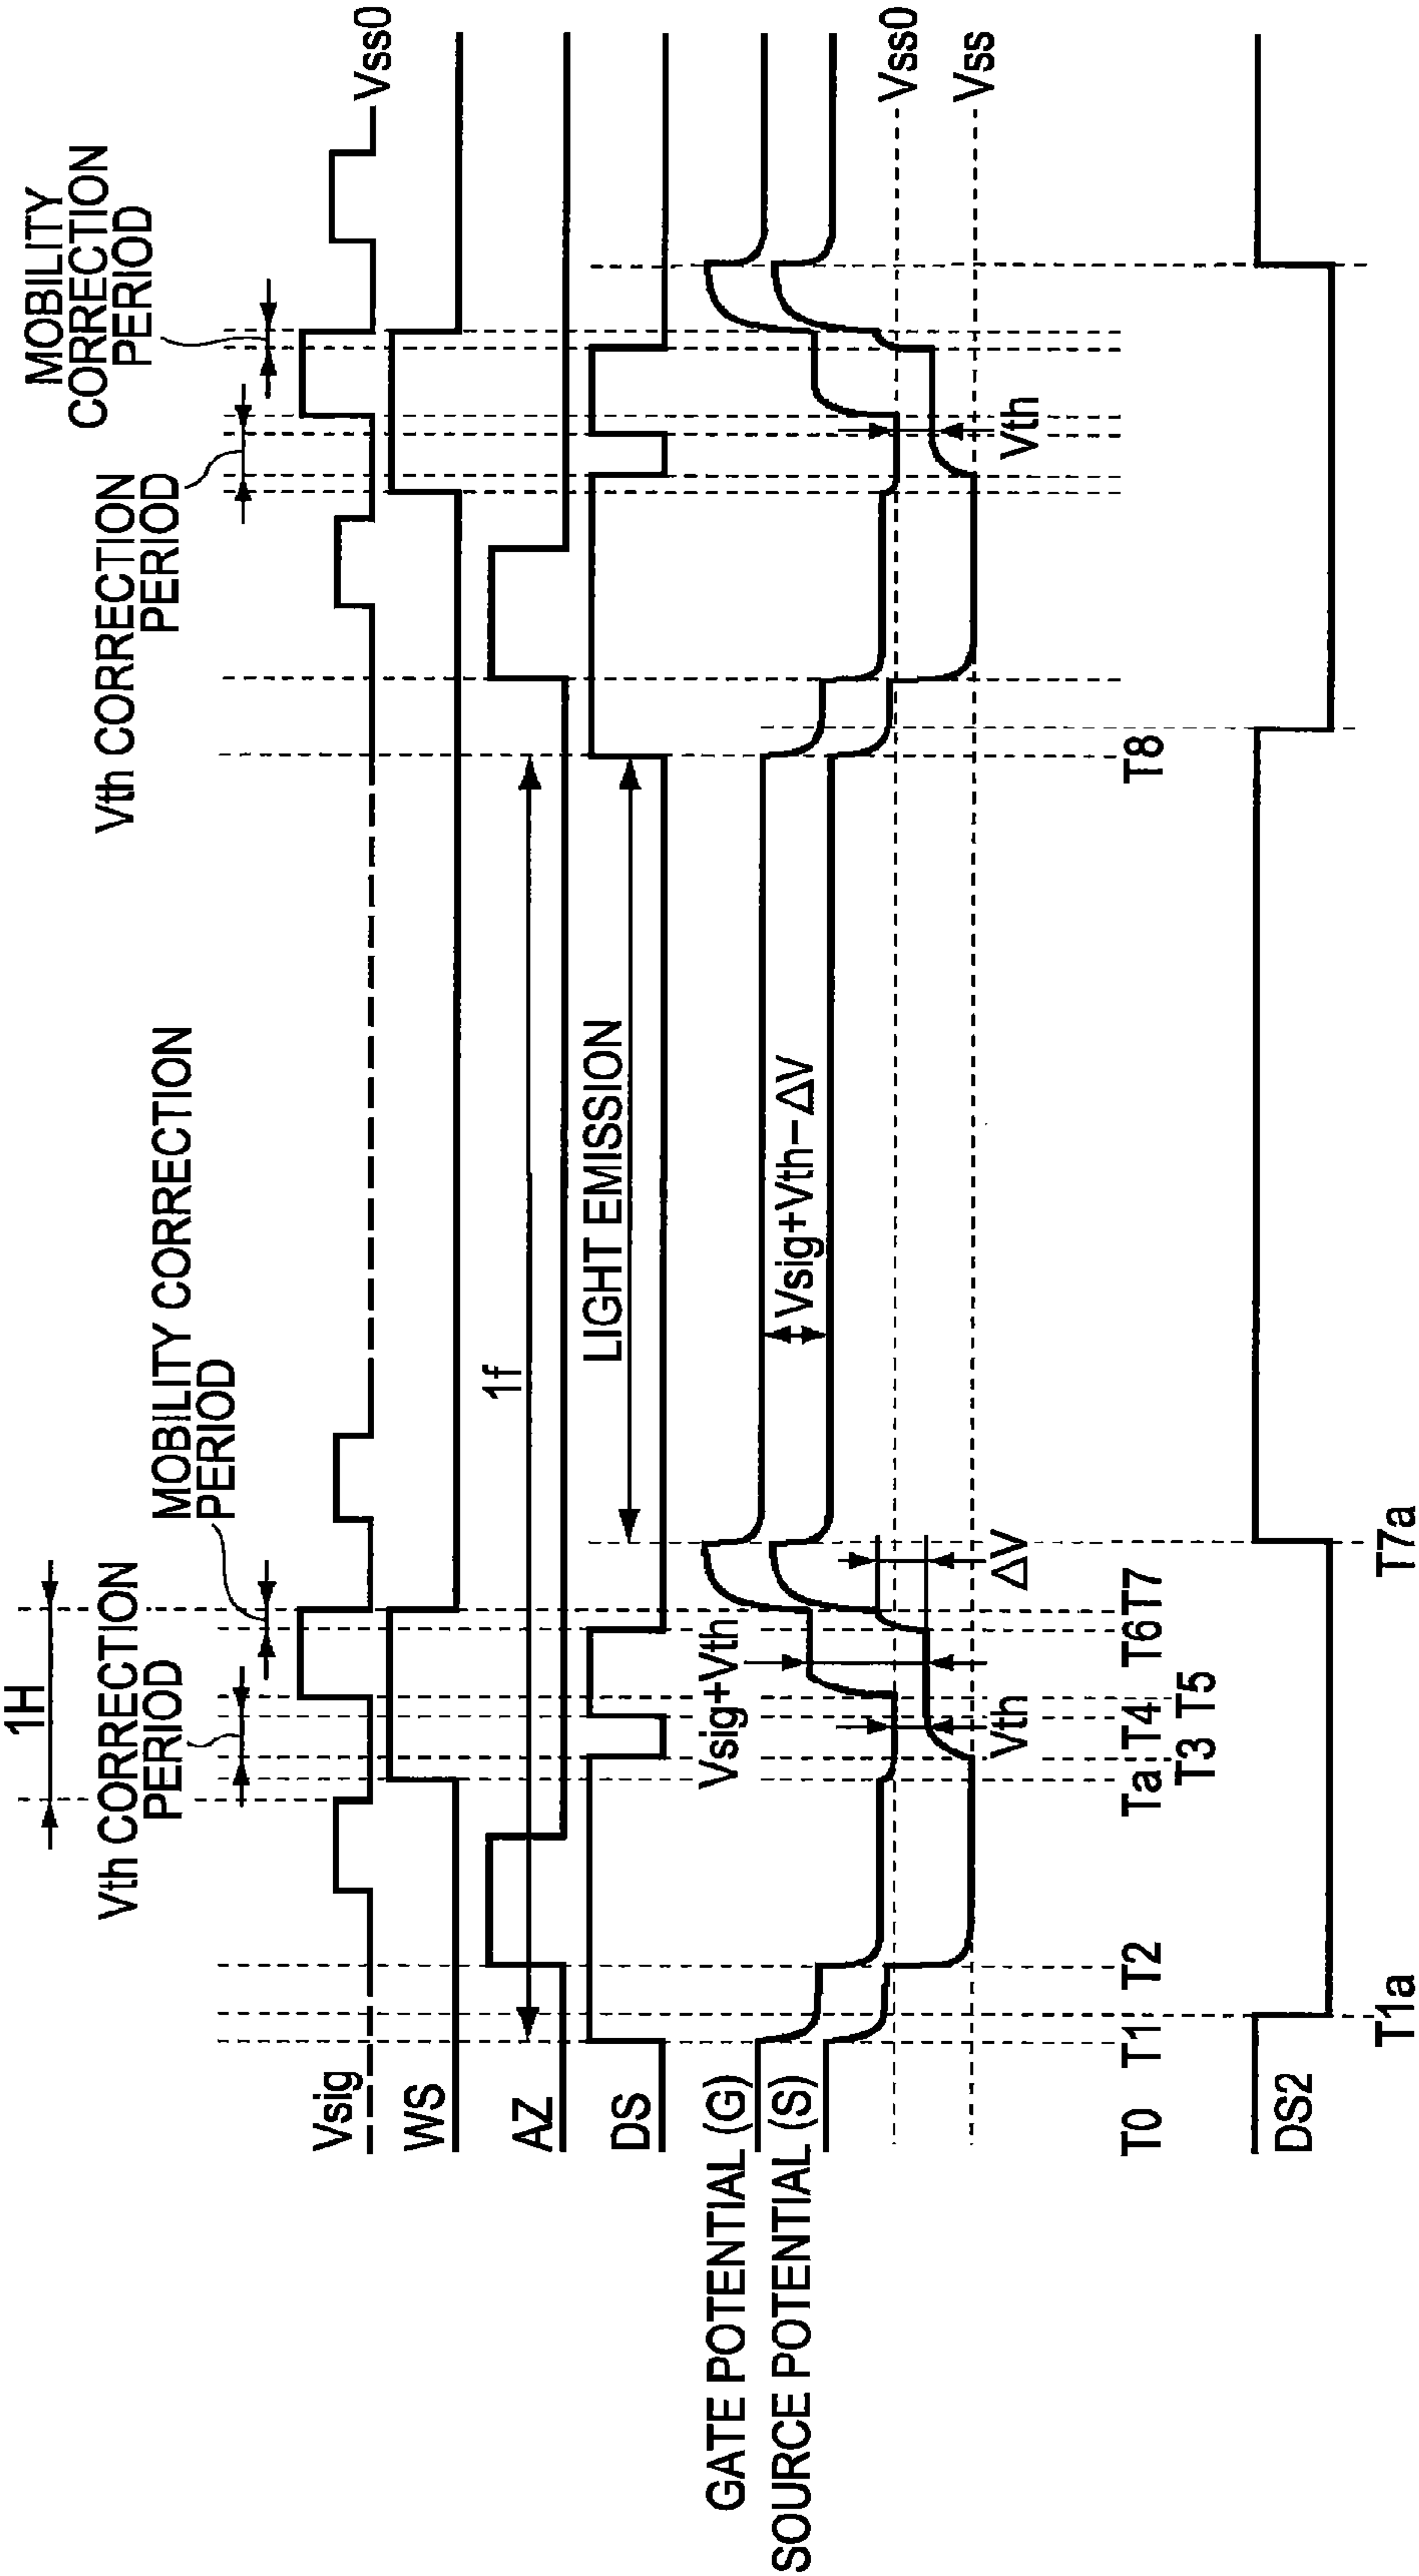 1H
Vth CORRECTION
PERIOD
MOBILITY CORRECTION
PERIOD
Vth CORRECTION
PERIOD
MOBILITY
CORRECTION
PERIOD
Vsig
Vss0
WS
AZ
1f
DS
LIGHT EMISSION
GATE POTENTIAL (G)
SOURCE POTENTIAL (S)
Vsig+Vth
Vsig+Vth−ΔV
Vss0
Vss
Vth
ΔV
Vth
T0 T1 T2 Ta T4 T6 T7 T8
T3 T5
DS2
T1a T7a